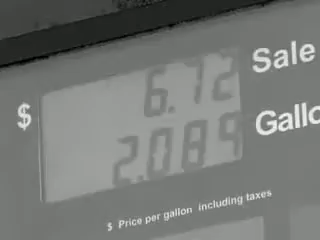 $ 6.72 Sale
2.089 Gallo
$ Price per gallon including taxes